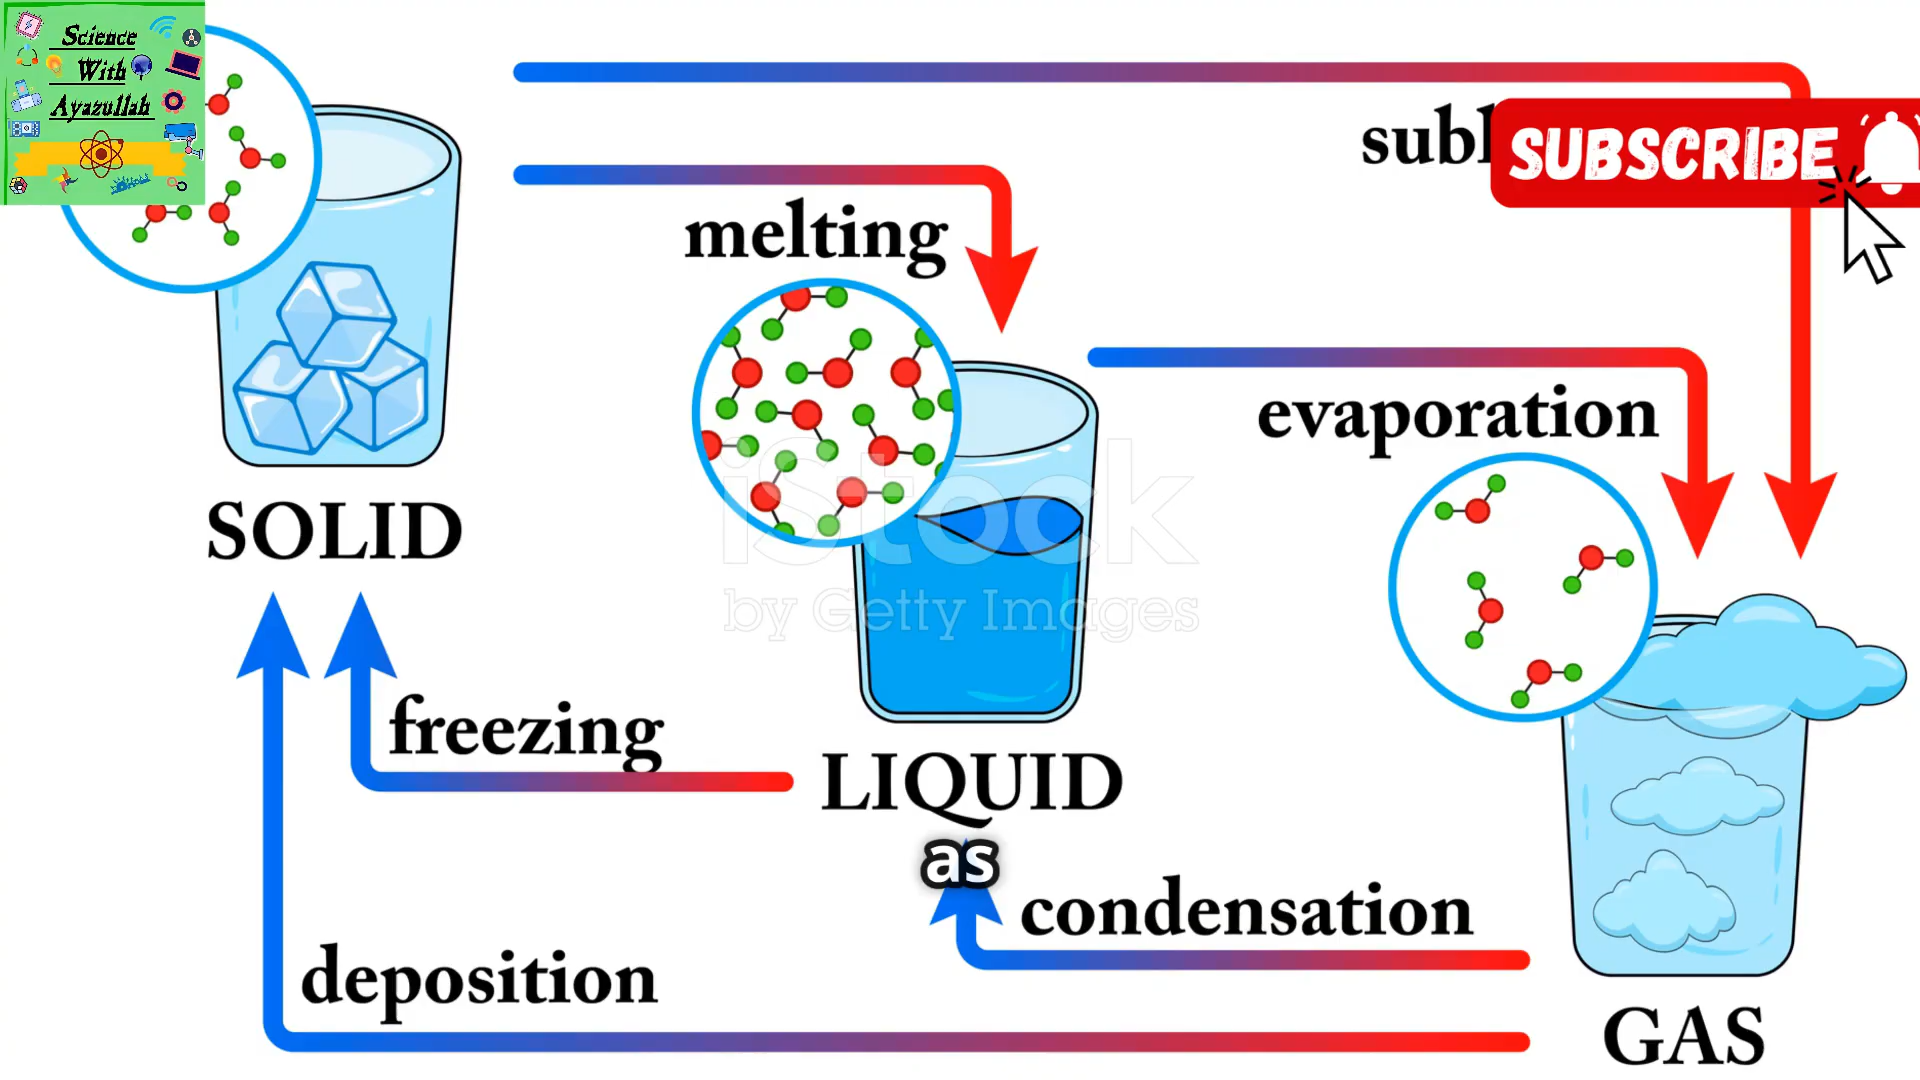 Science
With
Ayazullah
subl
SUBSCRIBE
melting
evaporation
iStock
by Getty Images
SOLID
freezing
LIQUID
as
condensation
deposition
GAS